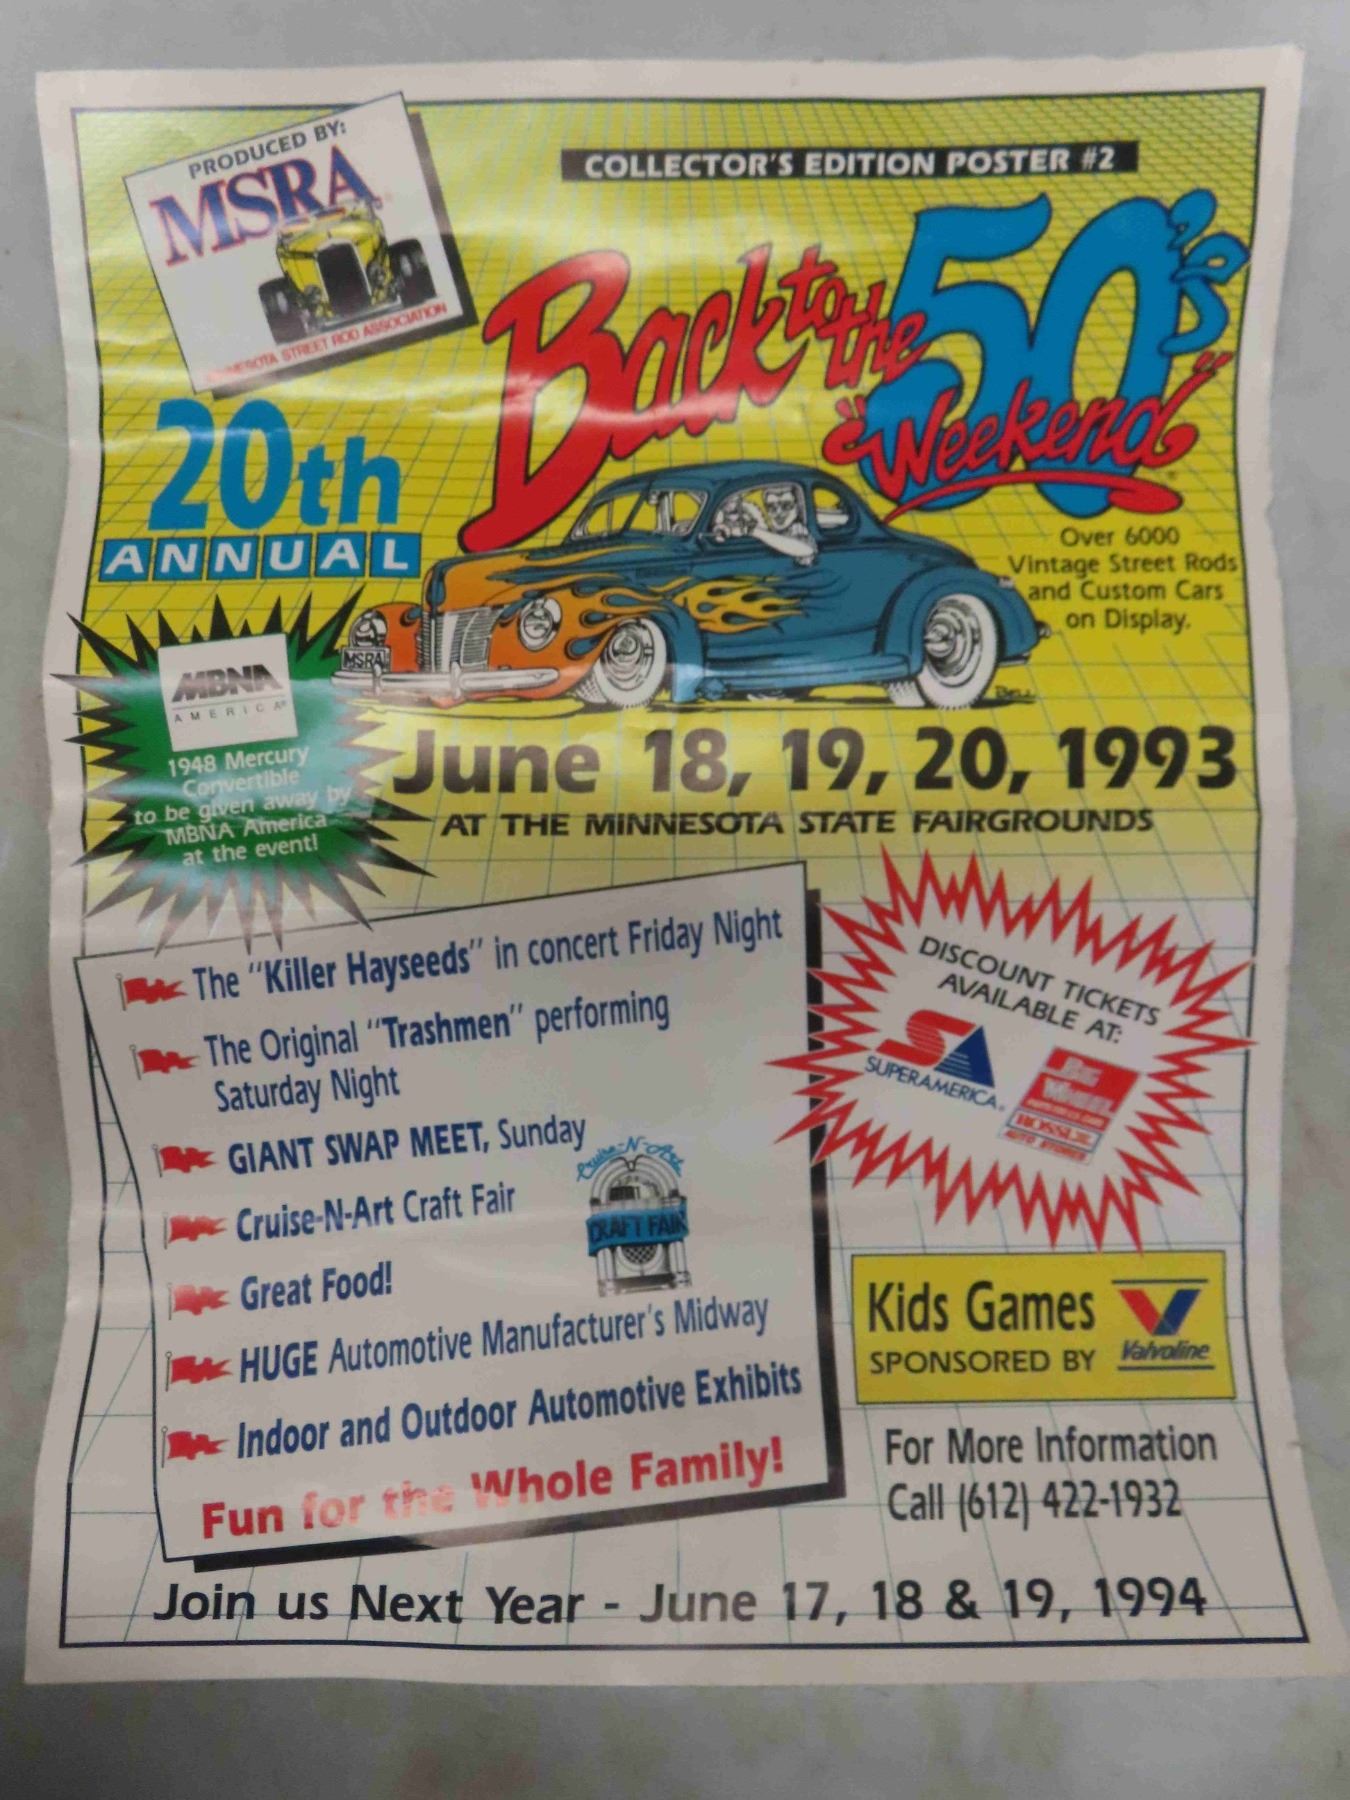 PRODUCED BY:
MSRA
MINNESOTA STREET ROD ASSOCIATION
COLLECTOR'S EDITION POSTER #2
Back to the 50's
"Weekend"
20th
ANNUAL
Over 6000
Vintage Street Rods
and Custom Cars
on Display.
MSRA
MBNA
AMERICA®
1948 Mercury
Convertible
to be given away by
MBNA America
at the event!
June 18, 19, 20, 1993
AT THE MINNESOTA STATE FAIRGROUNDS
The "Killer Hayseeds" in concert Friday Night
The Original "Trashmen" performing
Saturday Night
GIANT SWAP MEET, Sunday
Cruise-N-Art Craft Fair
Great Food!
HUGE Automotive Manufacturer's Midway
Indoor and Outdoor Automotive Exhibits
Fun for the Whole Family!
Cruise-N-Art
CRAFT FAIR
DISCOUNT TICKETS
AVAILABLE AT:
SUPERAMERICA®
AUTO STORES
Kids Games
SPONSORED BY
Valvoline
For More Information
Call (612) 422-1932
Join us Next Year - June 17, 18 & 19, 1994